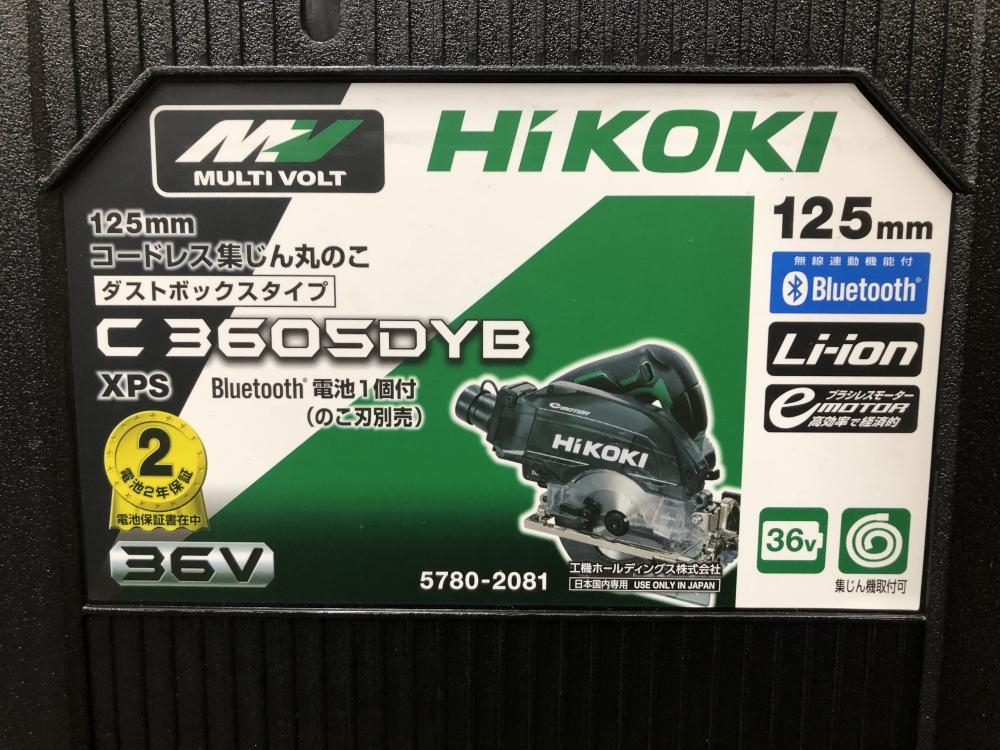 MULTI VOLT
HiKOKI
125mm
コードレス集じん丸のこ
ダストボックスタイプ
C 3605DYB
XPS
Bluetooth® 電池1個付
(のこ刃別売)
2
電池2年保証
電池保証書在中
36V
5780-2081
HiKOKI
eMOTOR
工機ホールディングス株式会社
日本国内専用 USE ONLY IN JAPAN
125mm
無線連動機能付
Bluetooth®
Li-ion
ブラシレスモーター
eMOTOR
高効率で経済的
36V
集じん機取付可